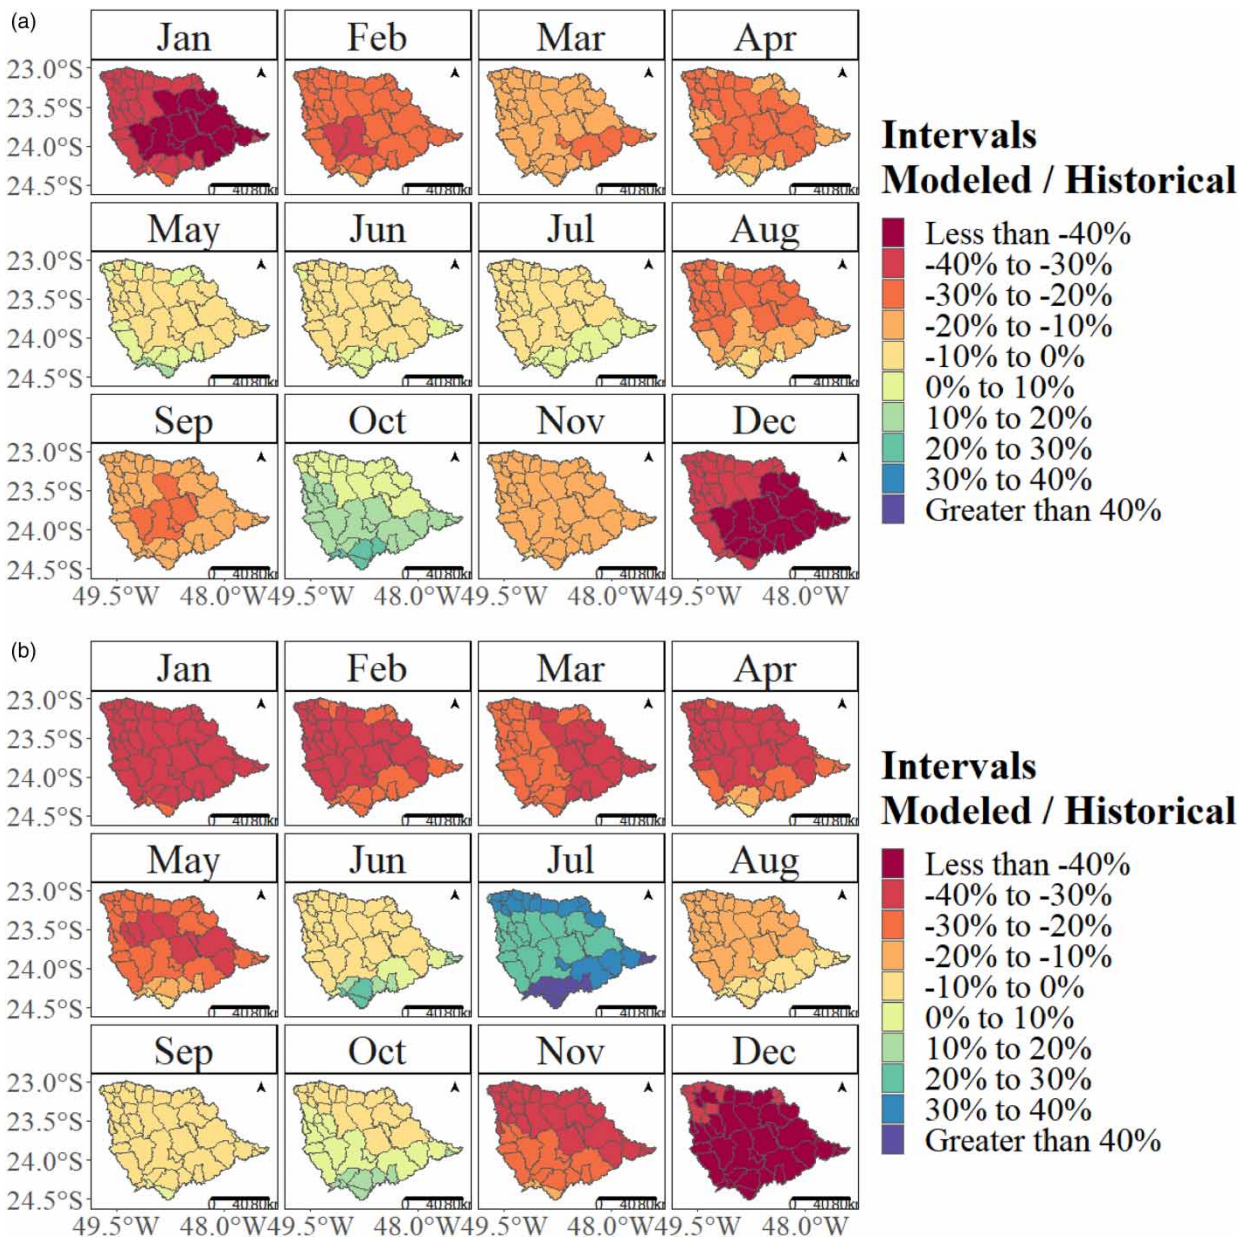 (a)
Jan Feb Mar Apr
23.0°S
23.5°S
24.0°S
24.5°S
May Jun Jul Aug
23.0°S
23.5°S
24.0°S
24.5°S
Sep Oct Nov Dec
23.0°S
23.5°S
24.0°S
24.5°S
49.5°W 48.0°W 49.5°W 48.0°W 49.5°W 48.0°W 49.5°W 48.0°W
Intervals
Modeled / Historical
Less than -40%
-40% to -30%
-30% to -20%
-20% to -10%
-10% to 0%
0% to 10%
10% to 20%
20% to 30%
30% to 40%
Greater than 40%
(b)
Jan Feb Mar Apr
23.0°S
23.5°S
24.0°S
24.5°S
May Jun Jul Aug
23.0°S
23.5°S
24.0°S
24.5°S
Sep Oct Nov Dec
23.0°S
23.5°S
24.0°S
24.5°S
49.5°W 48.0°W 49.5°W 48.0°W 49.5°W 48.0°W 49.5°W 48.0°W
Intervals
Modeled / Historical
Less than -40%
-40% to -30%
-30% to -20%
-20% to -10%
-10% to 0%
0% to 10%
10% to 20%
20% to 30%
30% to 40%
Greater than 40%